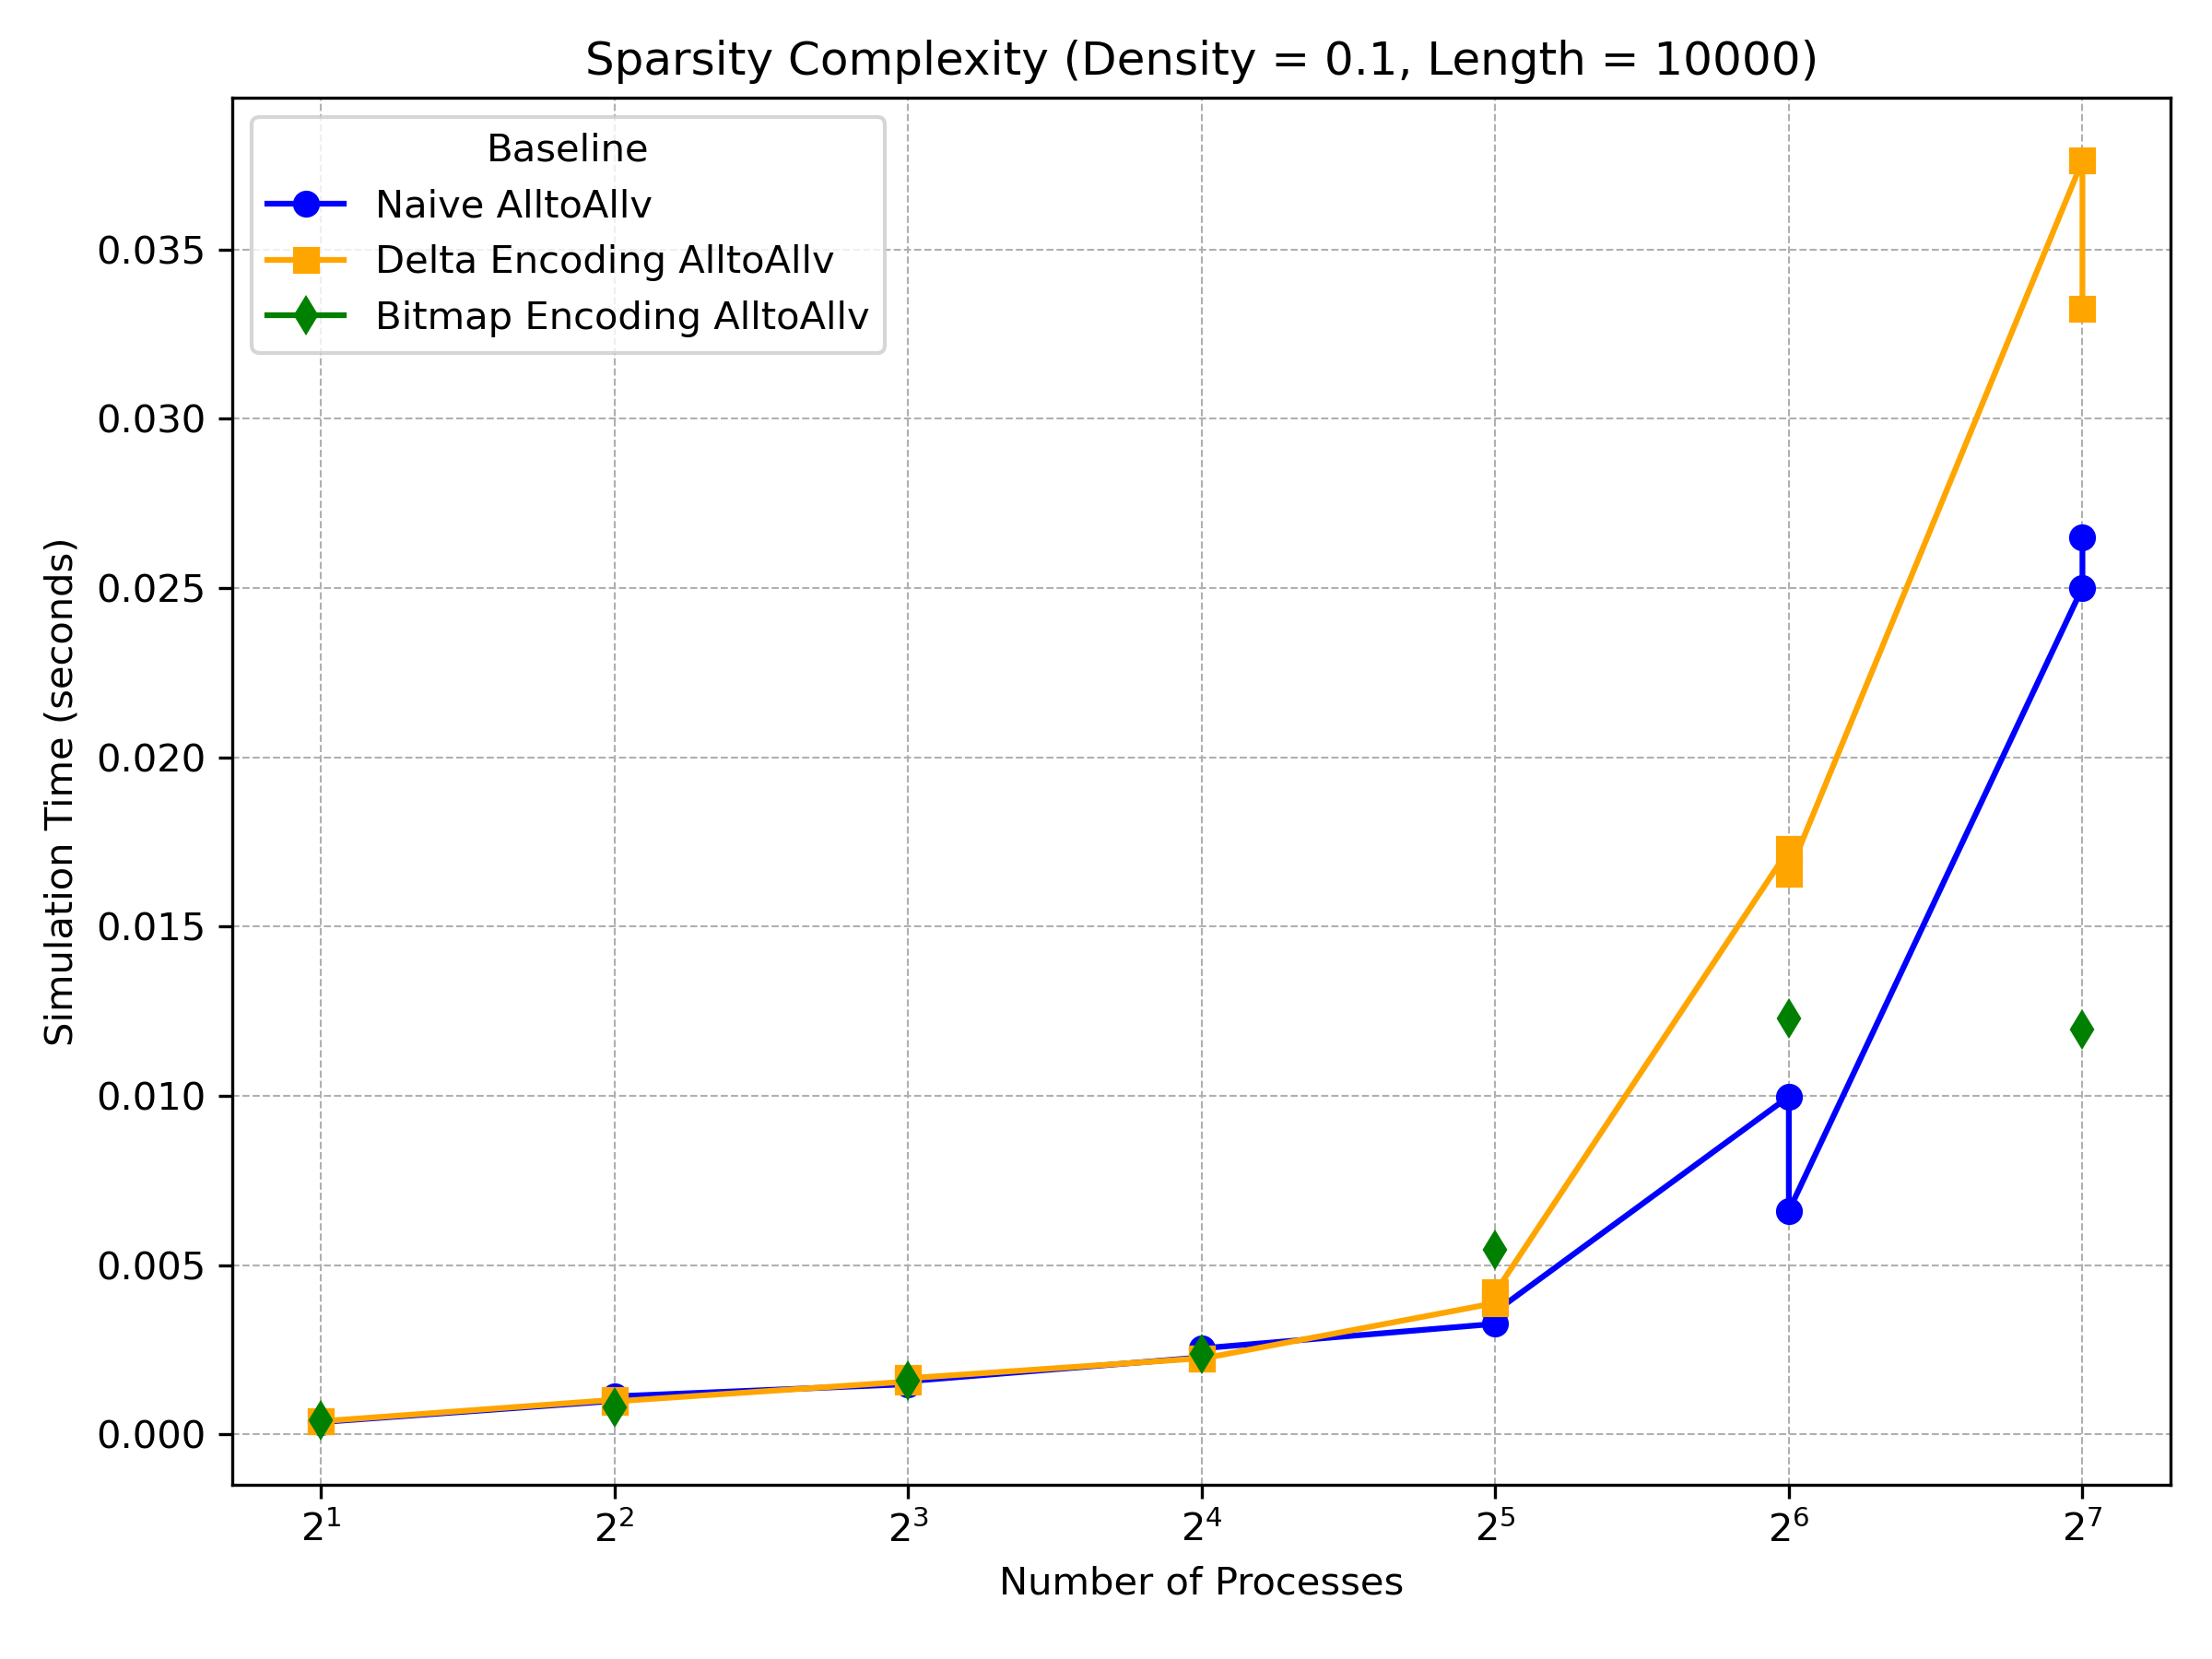 Sparsity Complexity (Density = 0.1, Length = 10000)
Baseline
Naive AlltoAllv
Delta Encoding AlltoAllv
Bitmap Encoding AlltoAllv
Simulation Time (seconds)
0.035
0.030
0.025
0.020
0.015
0.010
0.005
0.000
2¹ 2² 2³ 2⁴ 2⁵ 2⁶ 2⁷
Number of Processes